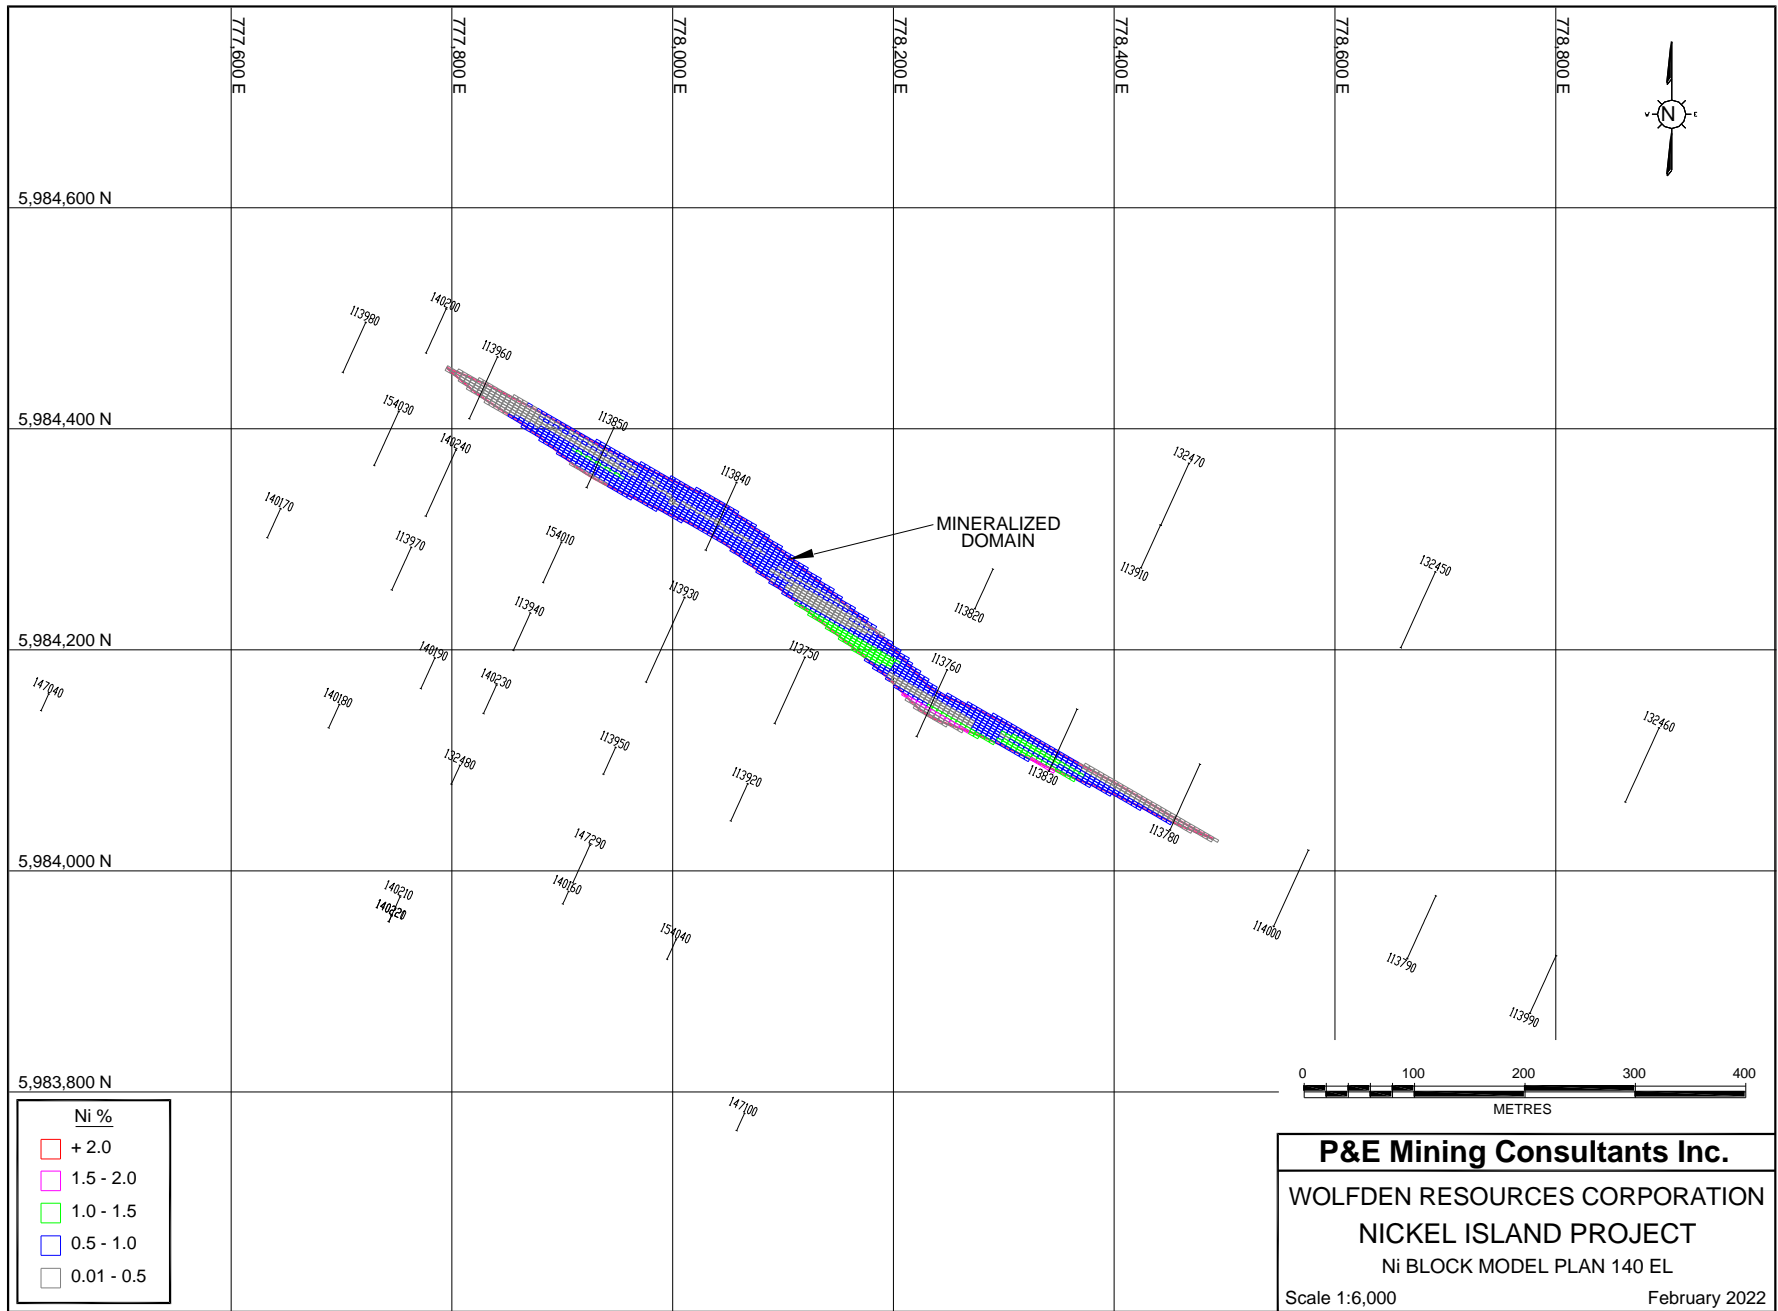 777,600 E
777,800 E
778,000 E
778,200 E
778,400 E
778,600 E
778,800 E
W
N
E
5,984,600 N
140200
113980
113960
154030
113850
5,984,400 N
140240
132470
113840
140170
MINERALIZED
DOMAIN
113970
154010
113910
132450
113930
113940
113820
5,984,200 N
113750
140190
113760
140230
147040
140180
132460
113950
132480
113920
113830
113780
147290
5,984,000 N
140160
140210
140220
154040
114000
113790
113990
5,983,800 N
147100
0
100
200
300
400
METRES
Ni %
+ 2.0
1.5 - 2.0
1.0 - 1.5
0.5 - 1.0
0.01 - 0.5
P&E Mining Consultants Inc.
WOLFDEN RESOURCES CORPORATION
NICKEL ISLAND PROJECT
Ni BLOCK MODEL PLAN 140 EL
Scale 1:6,000
February 2022